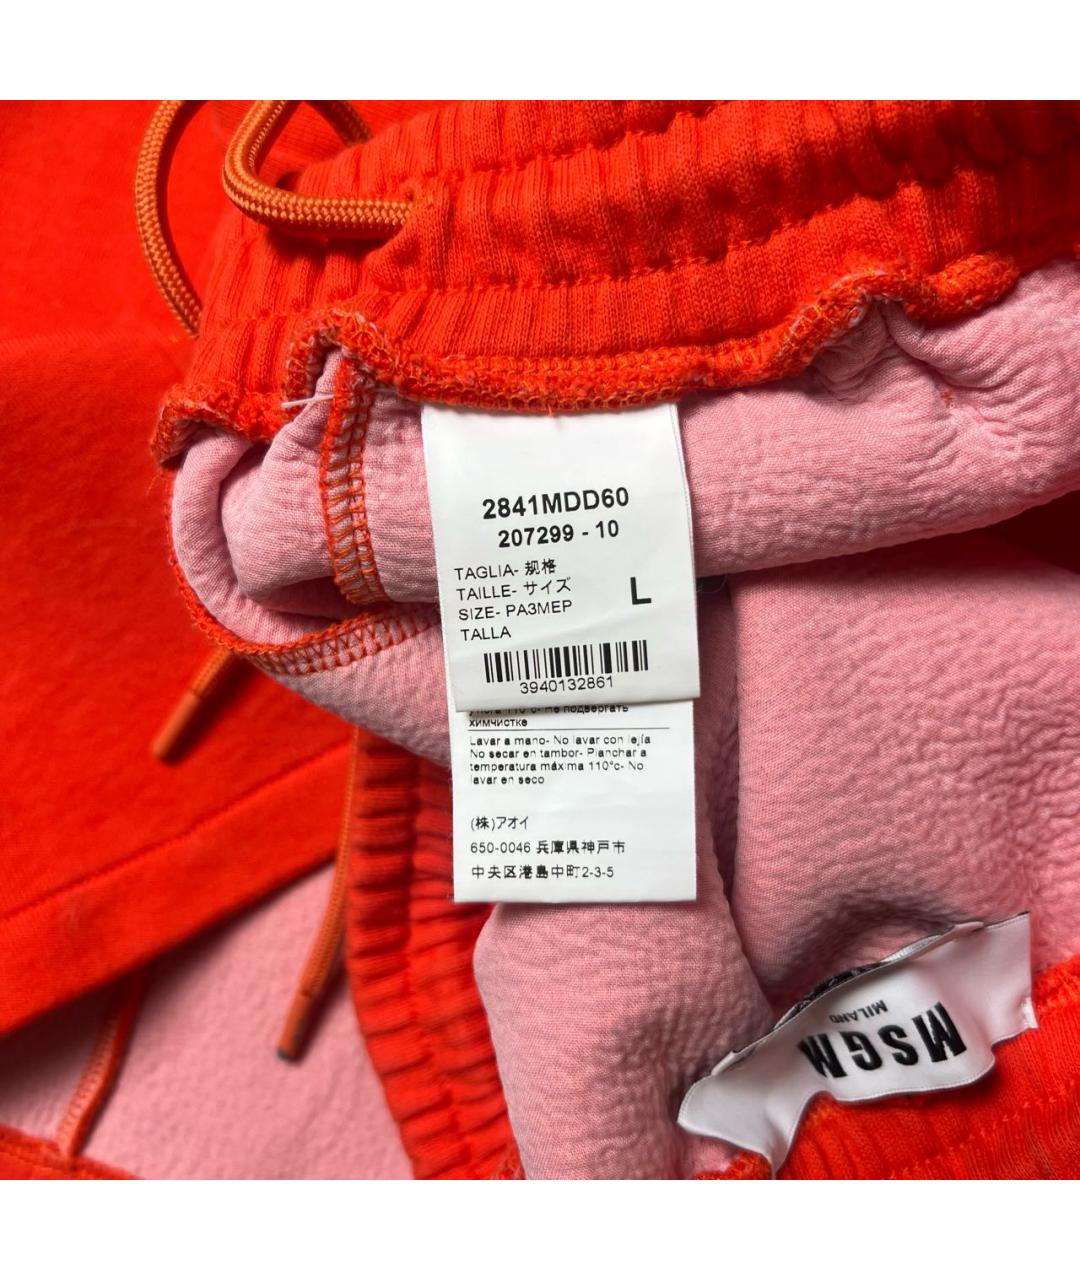 2841MDD60
207299 - 10
TAGLIA- 规格
TAILLE- サイズ
SIZE- РАЗМЕР
TALLA
L
3940132861
110°c- Не подвергать
химчистке
Lavar a mano- No lavar con lejía
No secar en tambor- Planchar a
temperatura máxima 110°c- No
lavar en seco
(株)アオイ
650-0046 兵庫県神戸市
中央区港島中町2-3-5
MSGM
MILANO